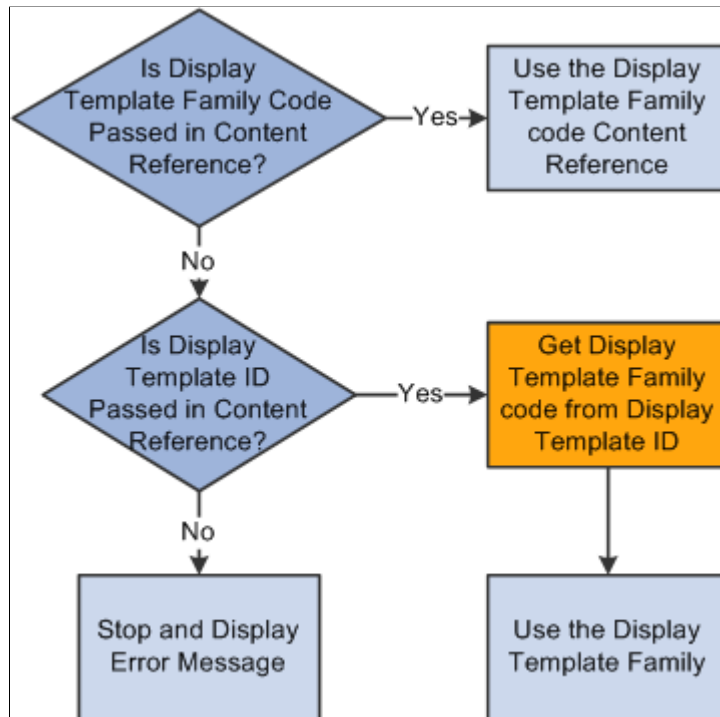 Is Display
Template Family Code
Passed in Content
Reference?
Yes
Use the Display
Template Family
code Content
Reference
No
Is Display
Template ID
Passed in Content
Reference?
Yes
Get Display
Template Family
code from Display
Template ID
No
Stop and Display
Error Message
Use the Display
Template Family